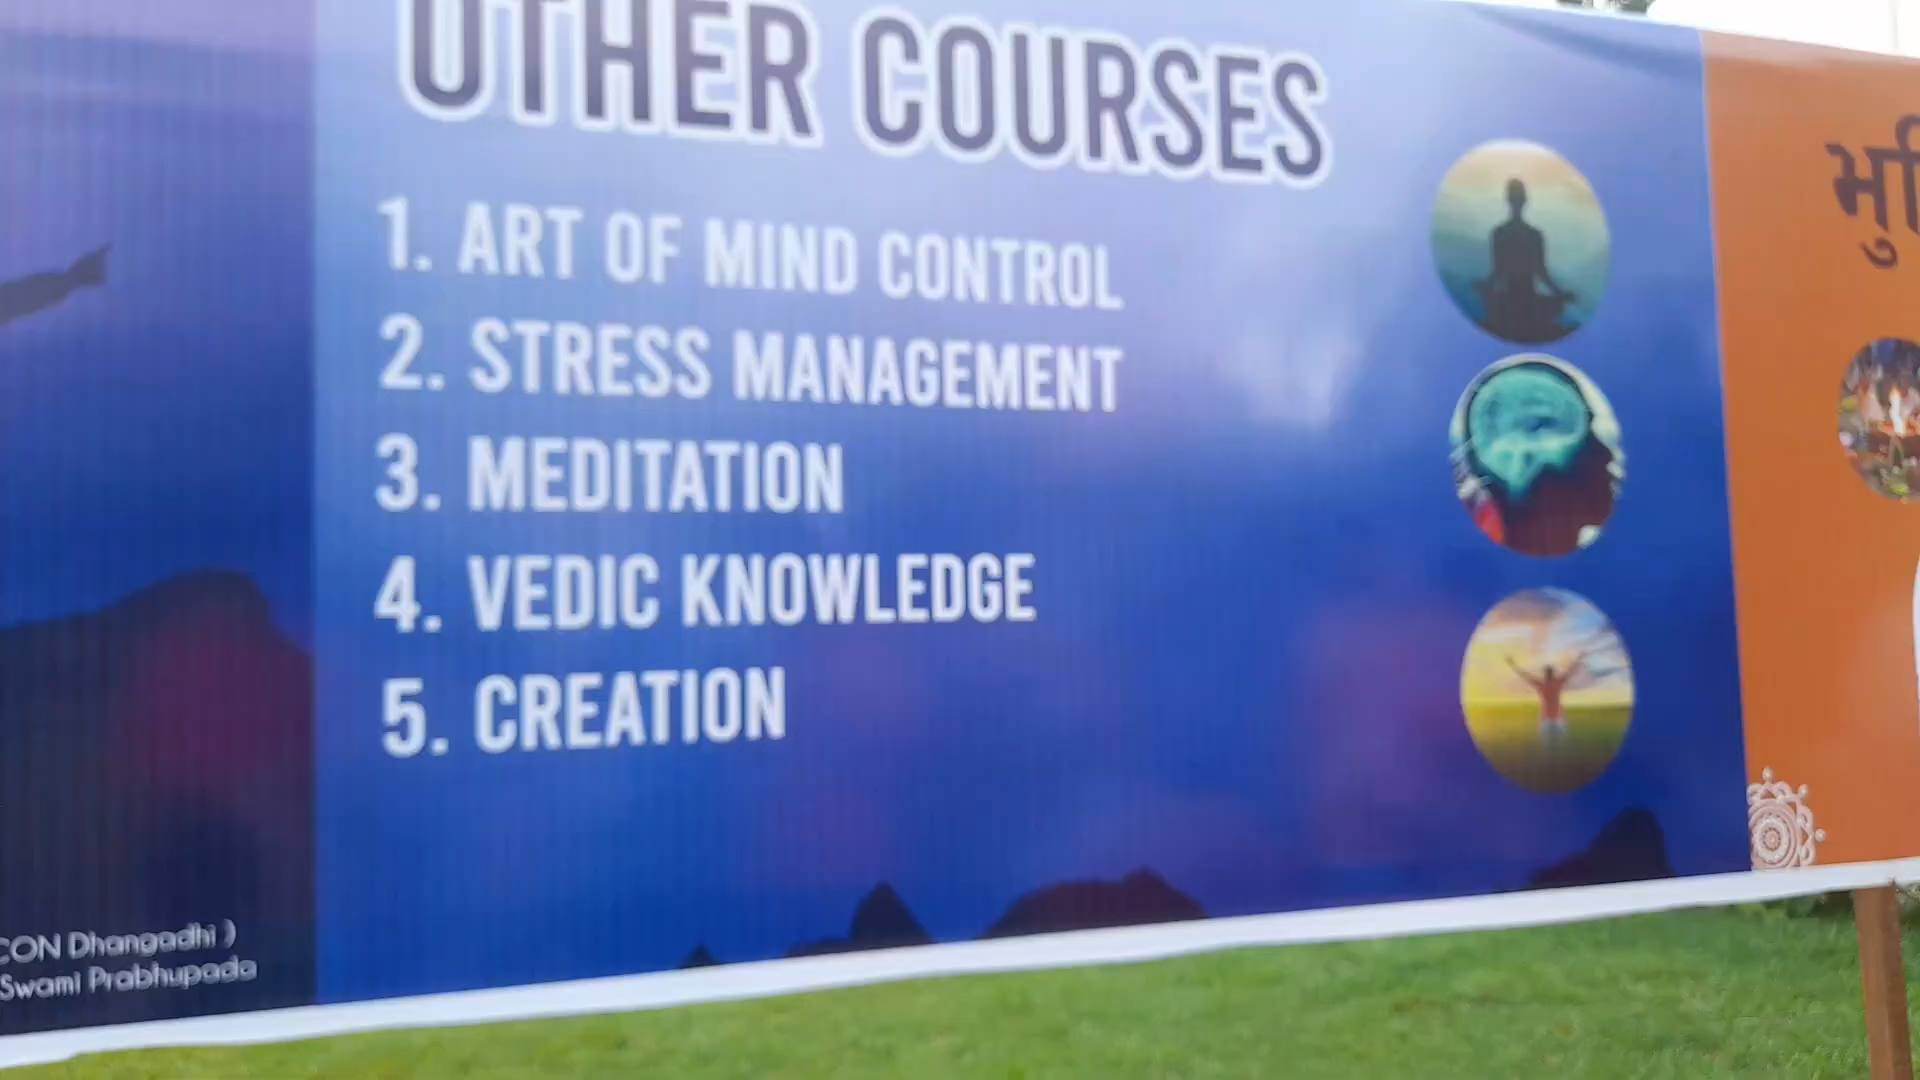 OTHER COURSES
1. ART OF MIND CONTROL
2. STRESS MANAGEMENT
3. MEDITATION
4. VEDIC KNOWLEDGE
5. CREATION
CON Dhangadhi )
Swami Prabhupada